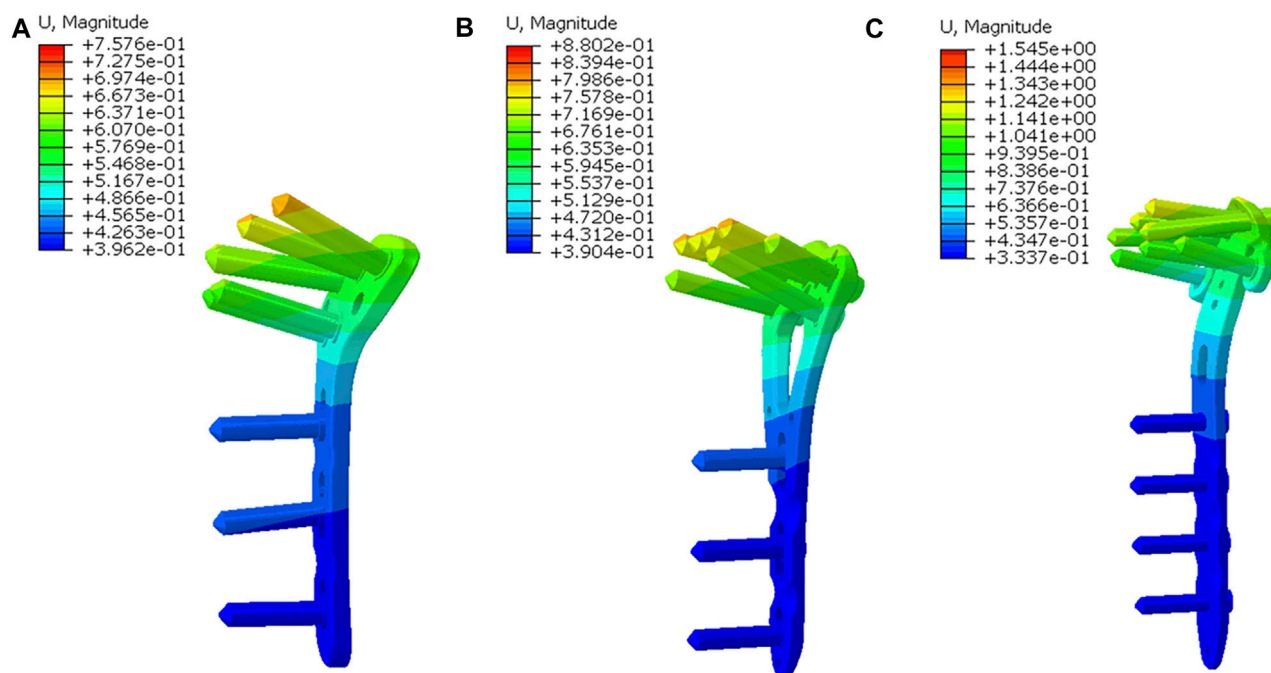 A
U, Magnitude
+7.576e-01
+7.275e-01
+6.974e-01
+6.673e-01
+6.371e-01
+6.070e-01
+5.769e-01
+5.468e-01
+5.167e-01
+4.866e-01
+4.565e-01
+4.263e-01
+3.962e-01
B
U, Magnitude
+8.802e-01
+8.394e-01
+7.986e-01
+7.578e-01
+7.169e-01
+6.761e-01
+6.353e-01
+5.945e-01
+5.537e-01
+5.129e-01
+4.720e-01
+4.312e-01
+3.904e-01
C
U, Magnitude
+1.545e+00
+1.444e+00
+1.343e+00
+1.242e+00
+1.141e+00
+1.041e+00
+9.395e-01
+8.386e-01
+7.376e-01
+6.366e-01
+5.357e-01
+4.347e-01
+3.337e-01